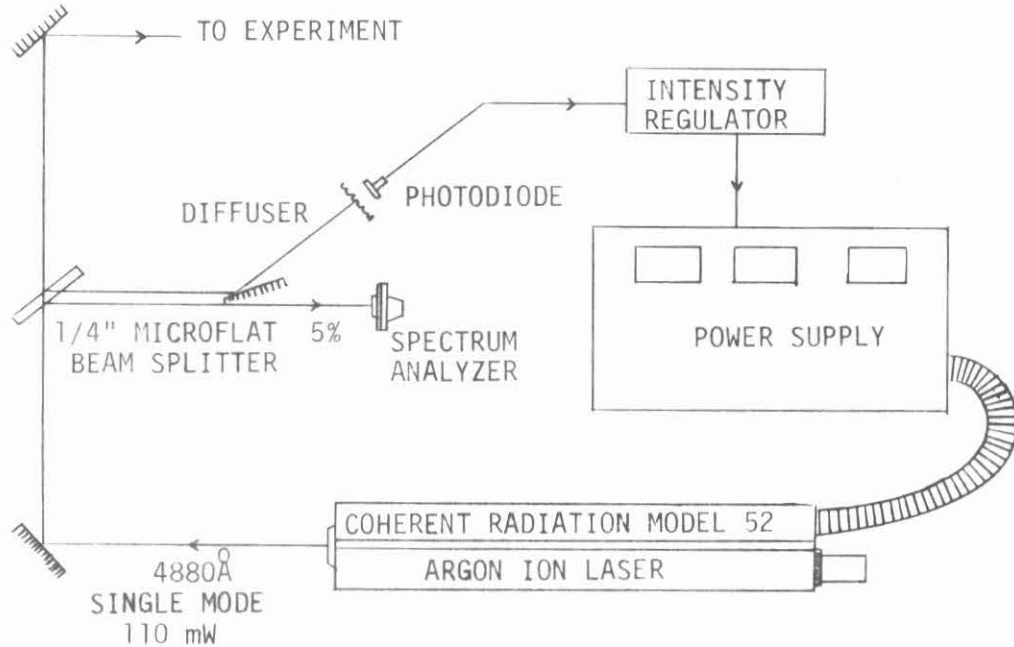 TO EXPERIMENT
INTENSITY
REGULATOR
PHOTODIODE
DIFFUSER
1/4" MICROFLAT 5%
BEAM SPLITTER
SPECTRUM
ANALYZER
POWER SUPPLY
COHERENT RADIATION MODEL 52
ARGON ION LASER
4880Å
SINGLE MODE
110 mW